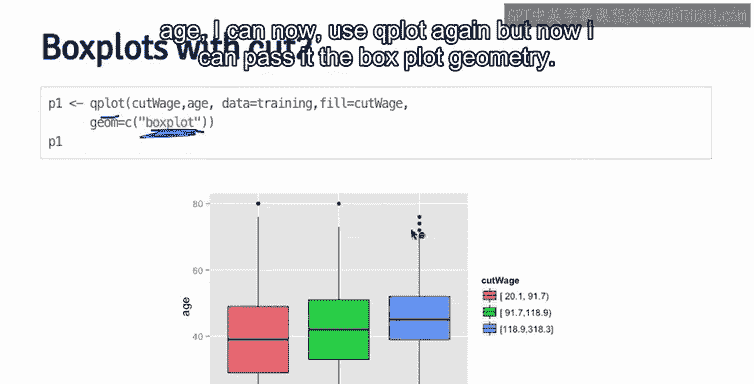 age, I can now, use qplot again but now I
can pass it the box plot geometry.
Boxplots with cut2
p1 <- qplot(cutWage,age, data=training,fill=cutWage,
geom=c("boxplot"))
p1
80
60
40
age
cutWage
[ 20.1, 91.7)
[ 91.7,118.9)
[118.9,318.3]